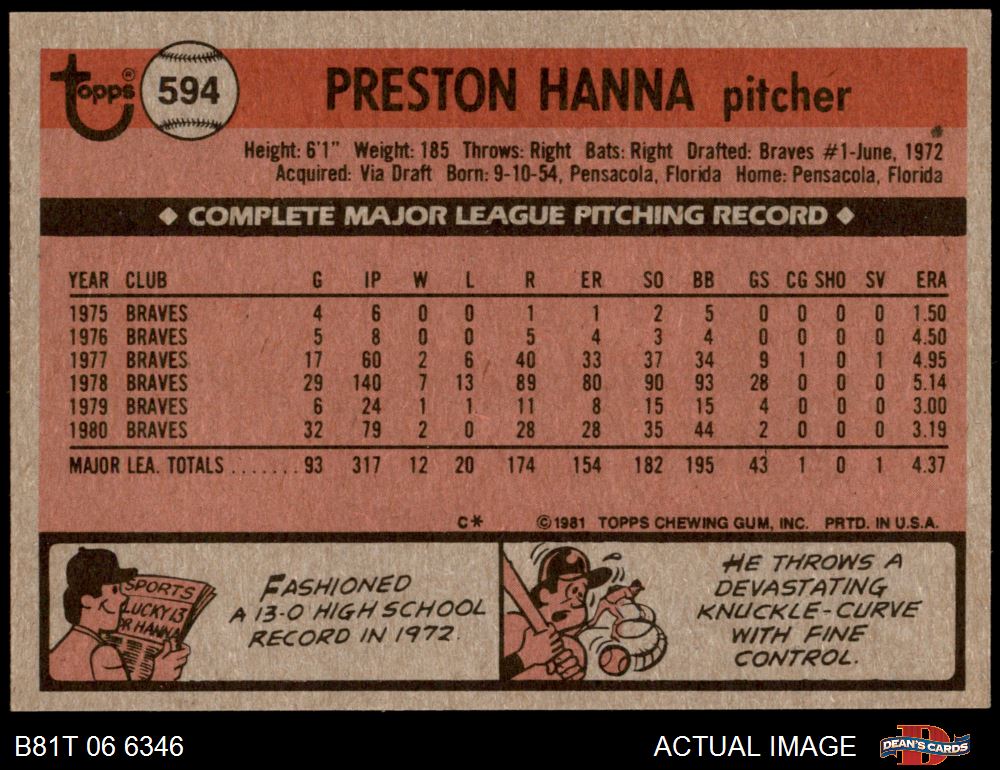 Topps® 594 PRESTON HANNA pitcher
Height: 6'1" Weight: 185 Throws: Right Bats: Right Drafted: Braves #1-June, 1972
Acquired: Via Draft Born: 9-10-54, Pensacola, Florida Home: Pensacola, Florida
◆ COMPLETE MAJOR LEAGUE PITCHING RECORD ◆
YEAR CLUB G IP W L R ER SO BB GS CG SHO SV ERA
1975 BRAVES 4 6 0 0 1 1 2 5 0 0 0 0 1.50
1976 BRAVES 5 8 0 0 5 4 3 4 0 0 0 0 4.50
1977 BRAVES 17 60 2 6 40 33 37 34 9 1 0 1 4.95
1978 BRAVES 29 140 7 13 89 80 90 93 28 0 0 0 5.14
1979 BRAVES 6 24 1 1 11 8 15 15 4 0 0 0 3.00
1980 BRAVES 32 79 2 0 28 28 35 44 2 0 0 0 3.19
MAJOR LEA. TOTALS ....... 93 317 12 20 174 154 182 195 43 1 0 1 4.37
C* ©1981 TOPPS CHEWING GUM, INC. PRTD. IN U.S.A.
SPORTS
LUCKY 13
FOR HANNA
FASHIONED
A 13-0 HIGH SCHOOL
RECORD IN 1972.
HE THROWS A
DEVASTATING
KNUCKLE-CURVE
WITH FINE
CONTROL.
B81T 06 6346 ACTUAL IMAGE D DEAN'S CARDS